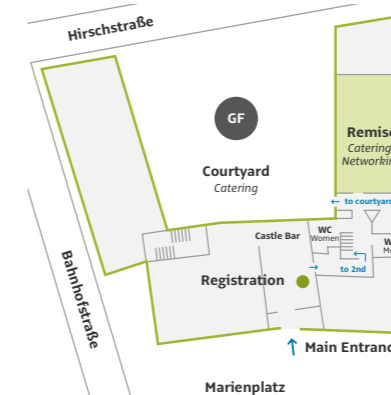 Hirschstraße
GF
Remise
Catering
Networking
Courtyard
Catering
to courtyard
Castle Bar
WC
Women
Registration
to 2nd
Bahnhofstraße
Main Entranc
Marienplatz